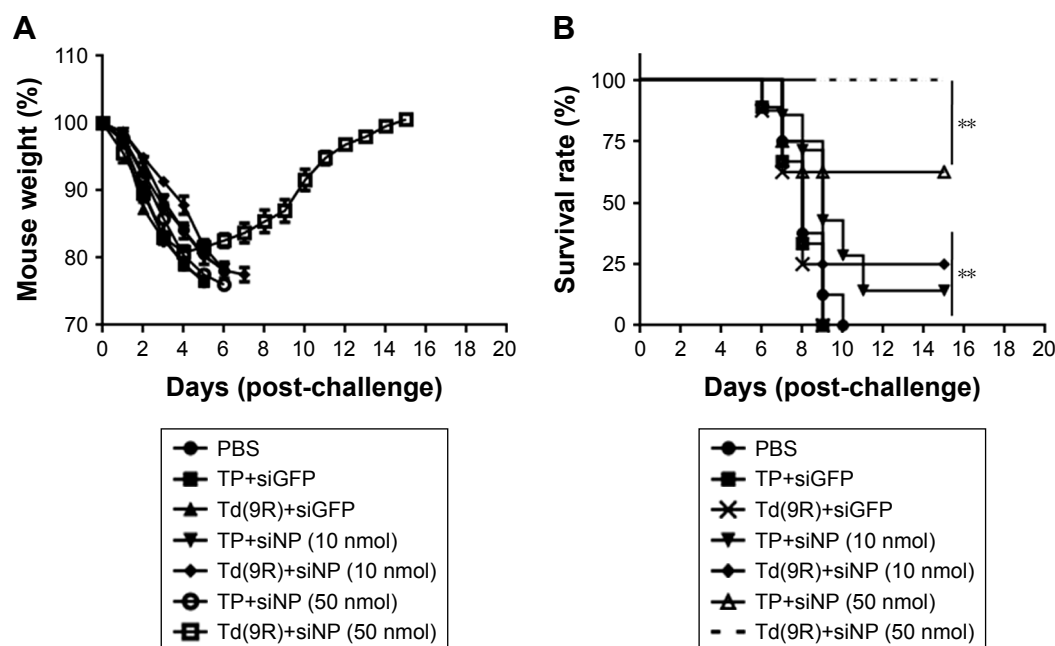 A
Mouse weight (%)
110
100
90
80
70
0 2 4 6 8 10 12 14 16 18 20
Days (post-challenge)
PBS
TP+siGFP
Td(9R)+siGFP
TP+siNP (10 nmol)
Td(9R)+siNP (10 nmol)
TP+siNP (50 nmol)
Td(9R)+siNP (50 nmol)
B
Survival rate (%)
100
75
50
25
0
**
**
0 2 4 6 8 10 12 14 16 18 20
Days (post-challenge)
PBS
TP+siGFP
Td(9R)+siGFP
TP+siNP (10 nmol)
Td(9R)+siNP (10 nmol)
TP+siNP (50 nmol)
Td(9R)+siNP (50 nmol)